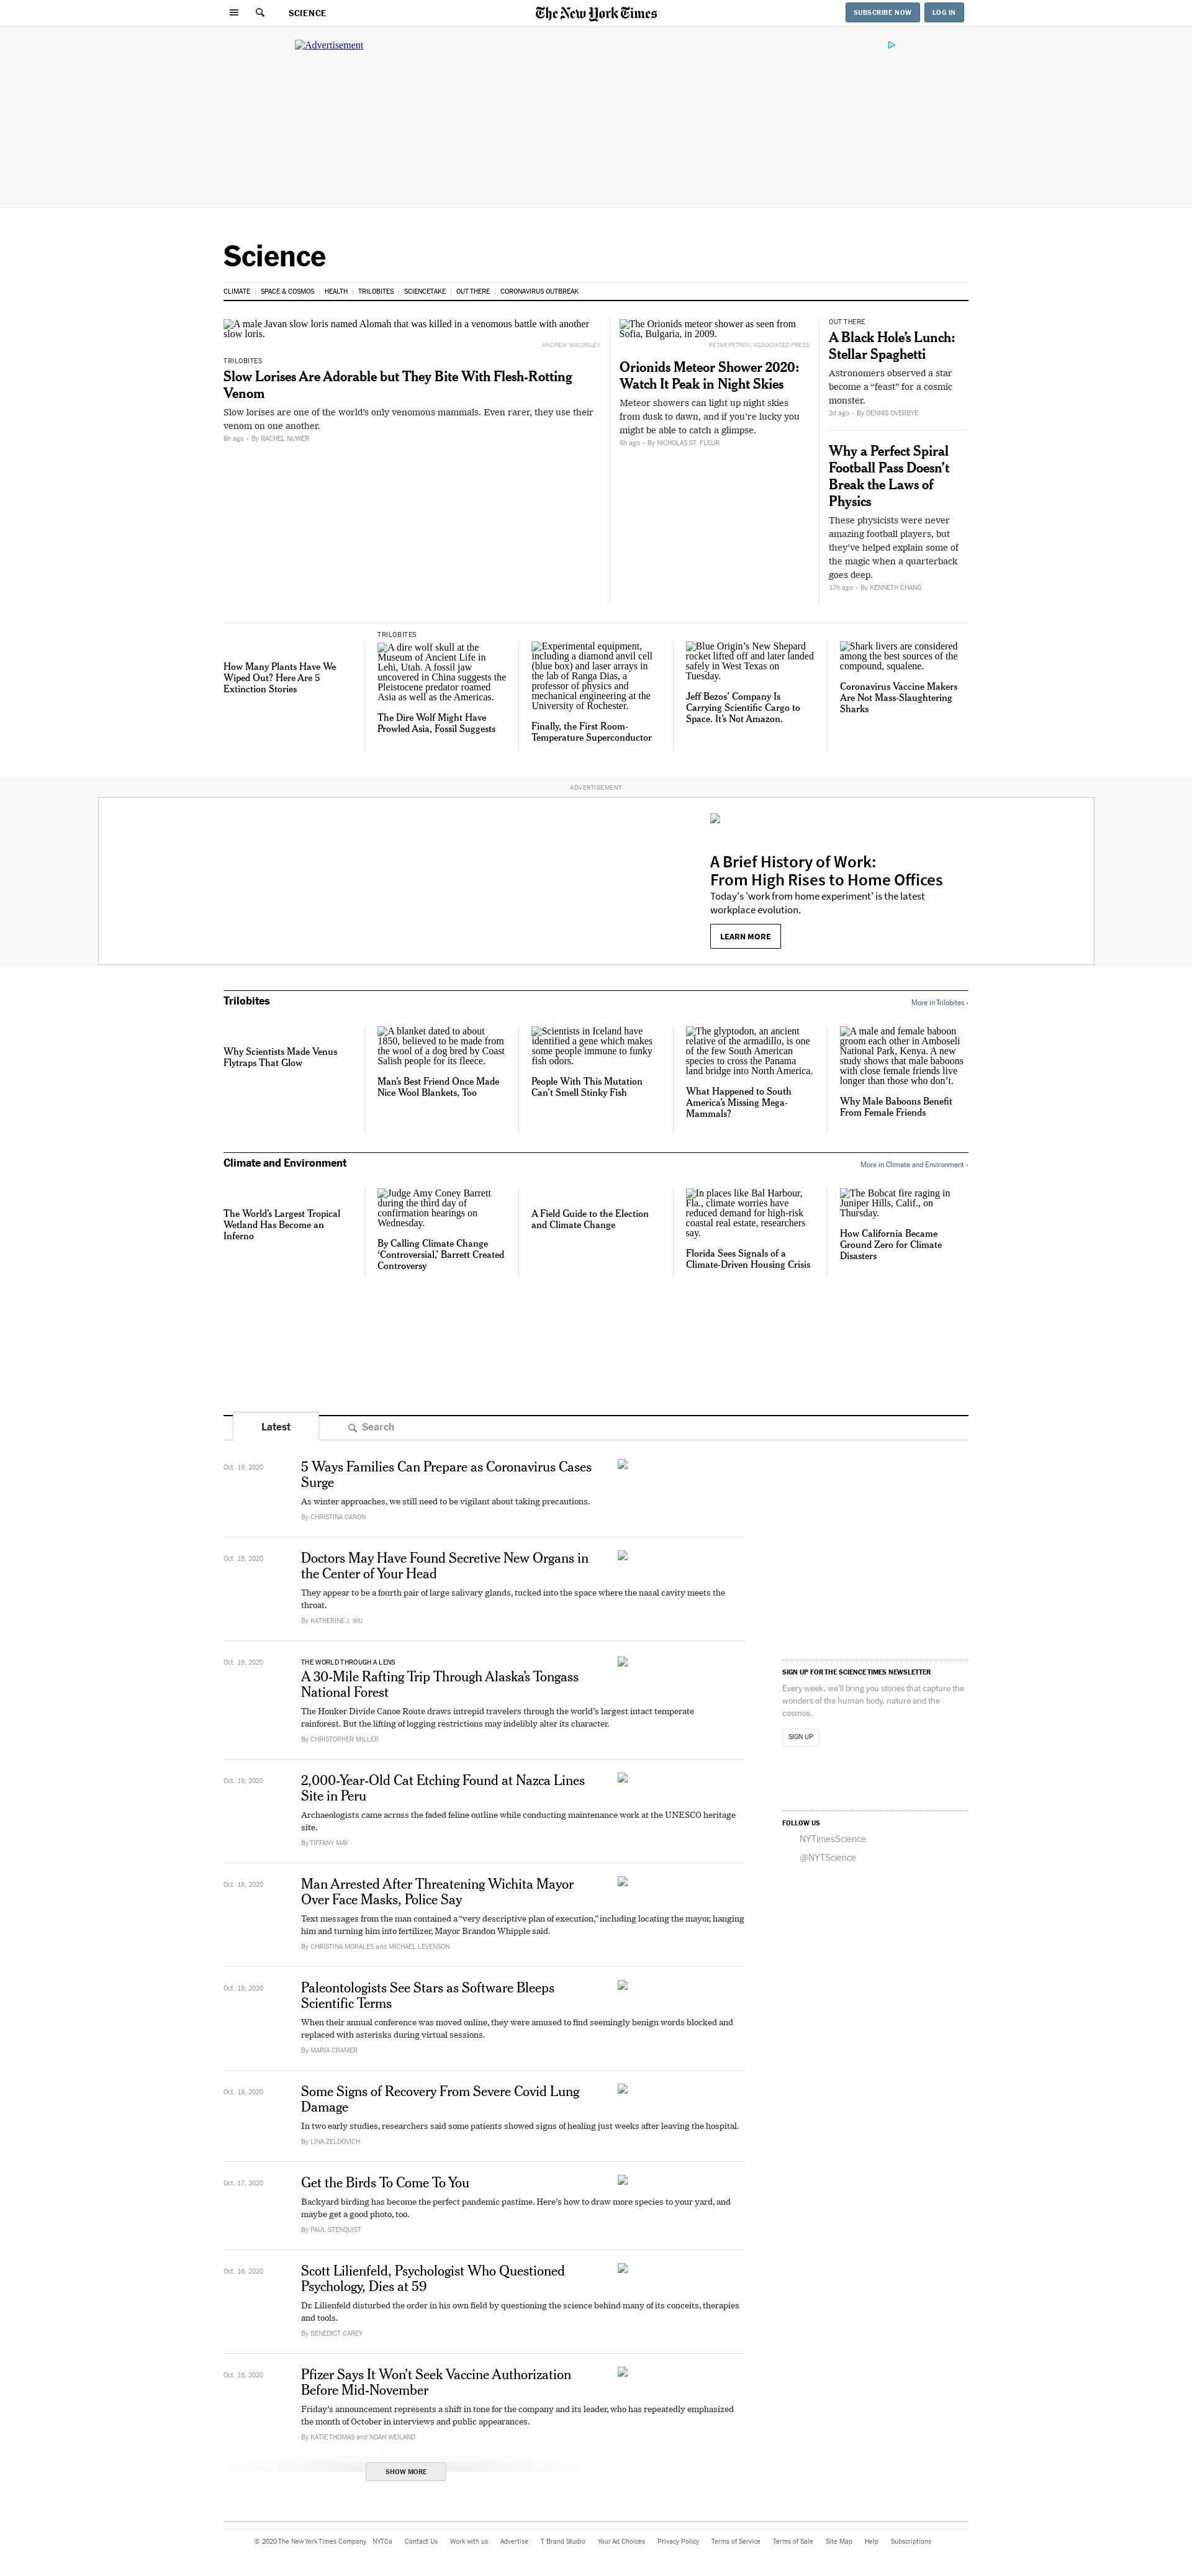 SCIENCE
The New York Times
SUBSCRIBE NOW
LOG IN
Advertisement
Science
CLIMATE
SPACE & COSMOS
HEALTH
TRILOBITES
SCIENCETAKE
OUT THERE
CORONAVIRUS OUTBREAK
A male Javan slow loris named Alomah that was killed in a venomous battle with another
slow loris.
ANDREW WALMSLEY
TRILOBITES
Slow Lorises Are Adorable but They Bite With Flesh-Rotting
Venom
Slow lorises are one of the world's only venomous mammals. Even rarer, they use their
venom on one another.
6h ago • By RACHEL NUWER
The Orionids meteor shower as seen from
Sofia, Bulgaria, in 2009.
PETAR PETROV/ASSOCIATED PRESS
Orionids Meteor Shower 2020:
Watch It Peak in Night Skies
Meteor showers can light up night skies
from dusk to dawn, and if you're lucky you
might be able to catch a glimpse.
6h ago • By NICHOLAS ST. FLEUR
OUT THERE
A Black Hole's Lunch:
Stellar Spaghetti
Astronomers observed a star
become a “feast” for a cosmic
monster.
3d ago • By DENNIS OVERBYE
Why a Perfect Spiral
Football Pass Doesn't
Break the Laws of
Physics
These physicists were never
amazing football players, but
they've helped explain some of
the magic when a quarterback
goes deep.
17h ago • By KENNETH CHANG
How Many Plants Have We
Wiped Out? Here Are 5
Extinction Stories
TRILOBITES
A dire wolf skull at the
Museum of Ancient Life in
Lehi, Utah. A fossil jaw
uncovered in China suggests the
Pleistocene predator roamed
Asia as well as the Americas.
The Dire Wolf Might Have
Prowled Asia, Fossil Suggests
Experimental equipment,
including a diamond anvil cell
(blue box) and laser arrays in
the lab of Ranga Dias, a
professor of physics and
mechanical engineering at the
University of Rochester.
Finally, the First Room-
Temperature Superconductor
Blue Origin's New Shepard
rocket lifted off and later landed
safely in West Texas on
Tuesday.
Jeff Bezos' Company Is
Carrying Scientific Cargo to
Space. It's Not Amazon.
Shark livers are considered
among the best sources of the
compound, squalene.
Coronavirus Vaccine Makers
Are Not Mass-Slaughtering
Sharks
ADVERTISEMENT
A Brief History of Work:
From High Rises to Home Offices
Today's 'work from home experiment' is the latest
workplace evolution.
LEARN MORE
Trilobites
More in Trilobites ›
Why Scientists Made Venus
Flytraps That Glow
A blanket dated to about
1850, believed to be made from
the wool of a dog bred by Coast
Salish people for its fleece.
Man's Best Friend Once Made
Nice Wool Blankets, Too
Scientists in Iceland have
identified a gene which makes
some people immune to funky
fish odors.
People With This Mutation
Can't Smell Stinky Fish
The glyptodon, an ancient
relative of the armadillo, is one
of the few South American
species to cross the Panama
land bridge into North America.
What Happened to South
America's Missing Mega-
Mammals?
A male and female baboon
groom each other in Amboseli
National Park, Kenya. A new
study shows that male baboons
with close female friends live
longer than those who don't.
Why Male Baboons Benefit
From Female Friends
Climate and Environment
More in Climate and Environment ›
The World's Largest Tropical
Wetland Has Become an
Inferno
Judge Amy Coney Barrett
during the third day of
confirmation hearings on
Wednesday.
By Calling Climate Change
'Controversial,' Barrett Created
Controversy
A Field Guide to the Election
and Climate Change
In places like Bal Harbour,
Fla., climate worries have
reduced demand for high-risk
coastal real estate, researchers
say.
Florida Sees Signals of a
Climate-Driven Housing Crisis
The Bobcat fire raging in
Juniper Hills, Calif., on
Thursday.
How California Became
Ground Zero for Climate
Disasters
Latest
Search
Oct. 19, 2020
5 Ways Families Can Prepare as Coronavirus Cases
Surge
As winter approaches, we still need to be vigilant about taking precautions.
By CHRISTINA CARON
Oct. 19, 2020
Doctors May Have Found Secretive New Organs in
the Center of Your Head
They appear to be a fourth pair of large salivary glands, tucked into the space where the nasal cavity meets the
throat.
By KATHERINE J. WU
Oct. 19, 2020
THE WORLD THROUGH A LENS
A 30-Mile Rafting Trip Through Alaska's Tongass
National Forest
The Honker Divide Canoe Route draws intrepid travelers through the world's largest intact temperate
rainforest. But the lifting of logging restrictions may indelibly alter its character.
By CHRISTOPHER MILLER
Oct. 19, 2020
2,000-Year-Old Cat Etching Found at Nazca Lines
Site in Peru
Archaeologists came across the faded feline outline while conducting maintenance work at the UNESCO heritage
site.
By TIFFANY MAY
Oct. 18, 2020
Man Arrested After Threatening Wichita Mayor
Over Face Masks, Police Say
Text messages from the man contained a “very descriptive plan of execution,” including locating the mayor, hanging
him and turning him into fertilizer, Mayor Brandon Whipple said.
By CHRISTINA MORALES and MICHAEL LEVENSON
Oct. 18, 2020
Paleontologists See Stars as Software Bleeps
Scientific Terms
When their annual conference was moved online, they were amused to find seemingly benign words blocked and
replaced with asterisks during virtual sessions.
By MARIA CRAMER
Oct. 18, 2020
Some Signs of Recovery From Severe Covid Lung
Damage
In two early studies, researchers said some patients showed signs of healing just weeks after leaving the hospital.
By LINA ZELDOVICH
Oct. 17, 2020
Get the Birds To Come To You
Backyard birding has become the perfect pandemic pastime. Here's how to draw more species to your yard, and
maybe get a good photo, too.
By PAUL STENQUIST
Oct. 16, 2020
Scott Lilienfeld, Psychologist Who Questioned
Psychology, Dies at 59
Dr. Lilienfeld disturbed the order in his own field by questioning the science behind many of its conceits, therapies
and tools.
By BENEDICT CAREY
Oct. 16, 2020
Pfizer Says It Won't Seek Vaccine Authorization
Before Mid-November
Friday's announcement represents a shift in tone for the company and its leader, who has repeatedly emphasized
the month of October in interviews and public appearances.
By KATIE THOMAS and NOAH WEILAND
SHOW MORE
SIGN UP FOR THE SCIENCE TIMES NEWSLETTER
Every week, we'll bring you stories that capture the
wonders of the human body, nature and the
cosmos.
SIGN UP
FOLLOW US
NYTimesScience
@NYTScience
© 2020 The New York Times Company
NYTCo
Contact Us
Work with us
Advertise
T Brand Studio
Your Ad Choices
Privacy Policy
Terms of Service
Terms of Sale
Site Map
Help
Subscriptions